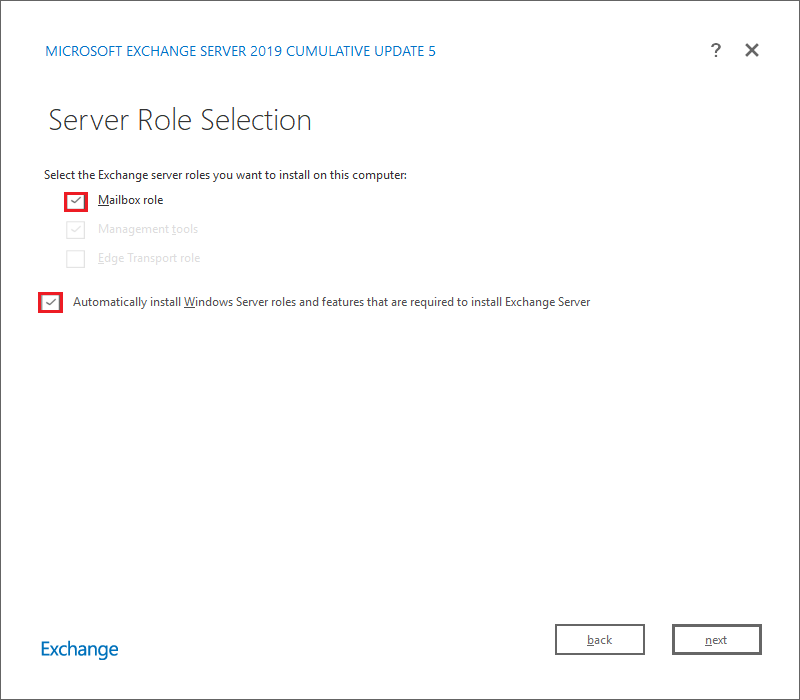 MICROSOFT EXCHANGE SERVER 2019 CUMULATIVE UPDATE 5
?
Server Role Selection
Select the Exchange server roles you want to install on this computer:
Mailbox role
Management tools
Edge Transport role
Automatically install Windows Server roles and features that are required to install Exchange Server
Exchange
back
next